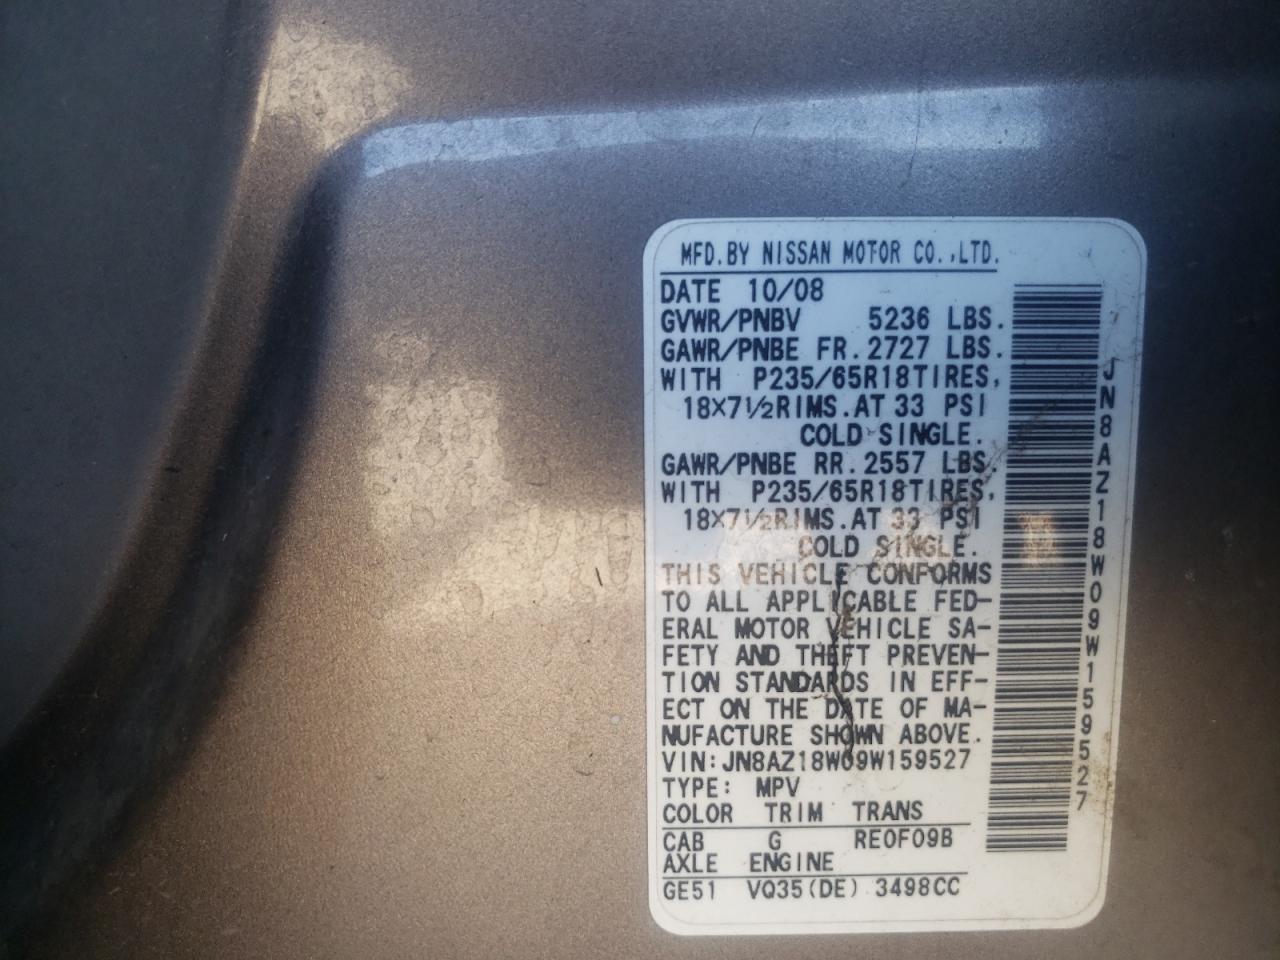 MFD.BY NISSAN MOTOR CO.,LTD.
DATE 10/08
GVWR/PNBV 5236 LBS.
GAWR/PNBE FR.2727 LBS.
WITH P235/65R18TIRES,
18×7½RIMS.AT 33 PSI
COLD SINGLE.
GAWR/PNBE RR.2557 LBS.
WITH P235/65R18TIRES,
18×7½RIMS.AT 33 PSI
COLD SINGLE.
THIS VEHICLE CONFORMS
TO ALL APPLICABLE FED-
ERAL MOTOR VEHICLE SA-
FETY AND THEFT PREVEN-
TION STANDARDS IN EFF-
ECT ON THE DATE OF MA-
NUFACTURE SHOWN ABOVE.
VIN:JN8AZ18W09W159527
TYPE: MPV
COLOR TRIM TRANS
CAB G RE0F09B
AXLE ENGINE
GE51 VQ35(DE) 3498CC
JN8AZ18W09W159527